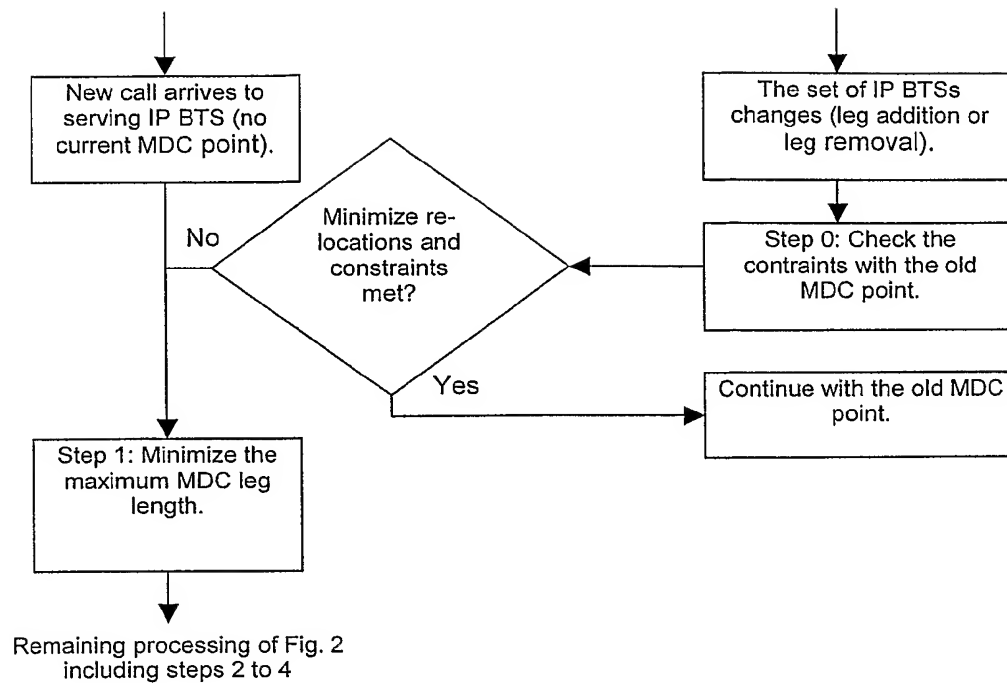 New call arrives to
serving IP BTS (no
current MDC point).
The set of IP BTSs
changes (leg addition or
leg removal).
No
Minimize re-
locations and
constraints
met?
Step 0: Check the
contraints with the old
MDC point.
Yes
Continue with the old MDC
point.
Step 1: Minimize the
maximum MDC leg
length.
Remaining processing of Fig. 2
including steps 2 to 4